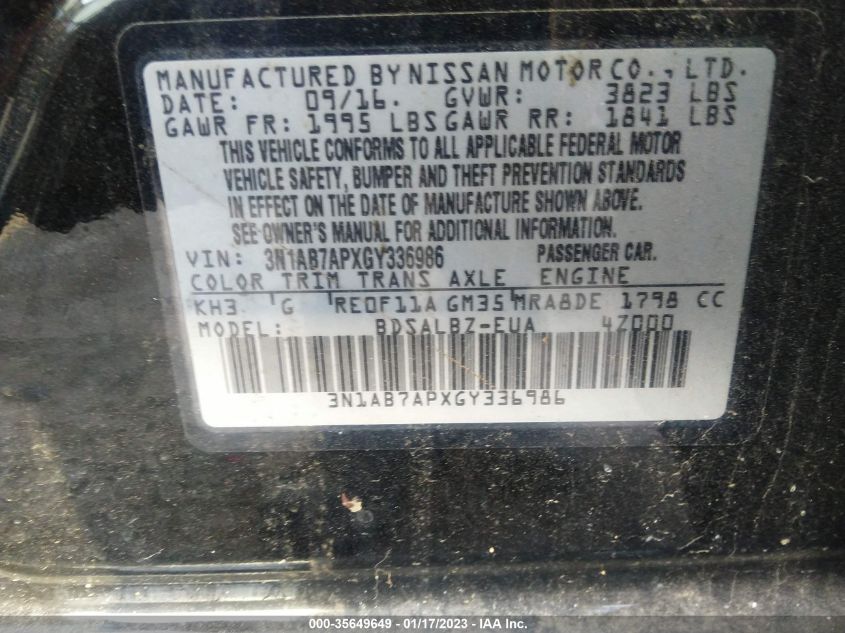 MANUFACTURED BY NISSAN MOTOR CO., LTD.
DATE: 09/16. GVWR: 3823 LBS
GAWR FR: 1995 LBS GAWR RR: 1841 LBS
THIS VEHICLE CONFORMS TO ALL APPLICABLE FEDERAL MOTOR
VEHICLE SAFETY, BUMPER AND THEFT PREVENTION STANDARDS
IN EFFECT ON THE DATE OF MANUFACTURE SHOWN ABOVE.
SEE OWNER'S MANUAL FOR ADDITIONAL INFORMATION.
VIN: 3N1AB7APXGY336986 PASSENGER CAR.
COLOR TRIM TRANS AXLE ENGINE
KH3 G RE0F11A GM35 MRA8DE 1798 CC
MODEL: BDSALBZ-EUA 4Z000
3N1AB7APXGY336986
000-35649649 - 01/17/2023 - IAA Inc.